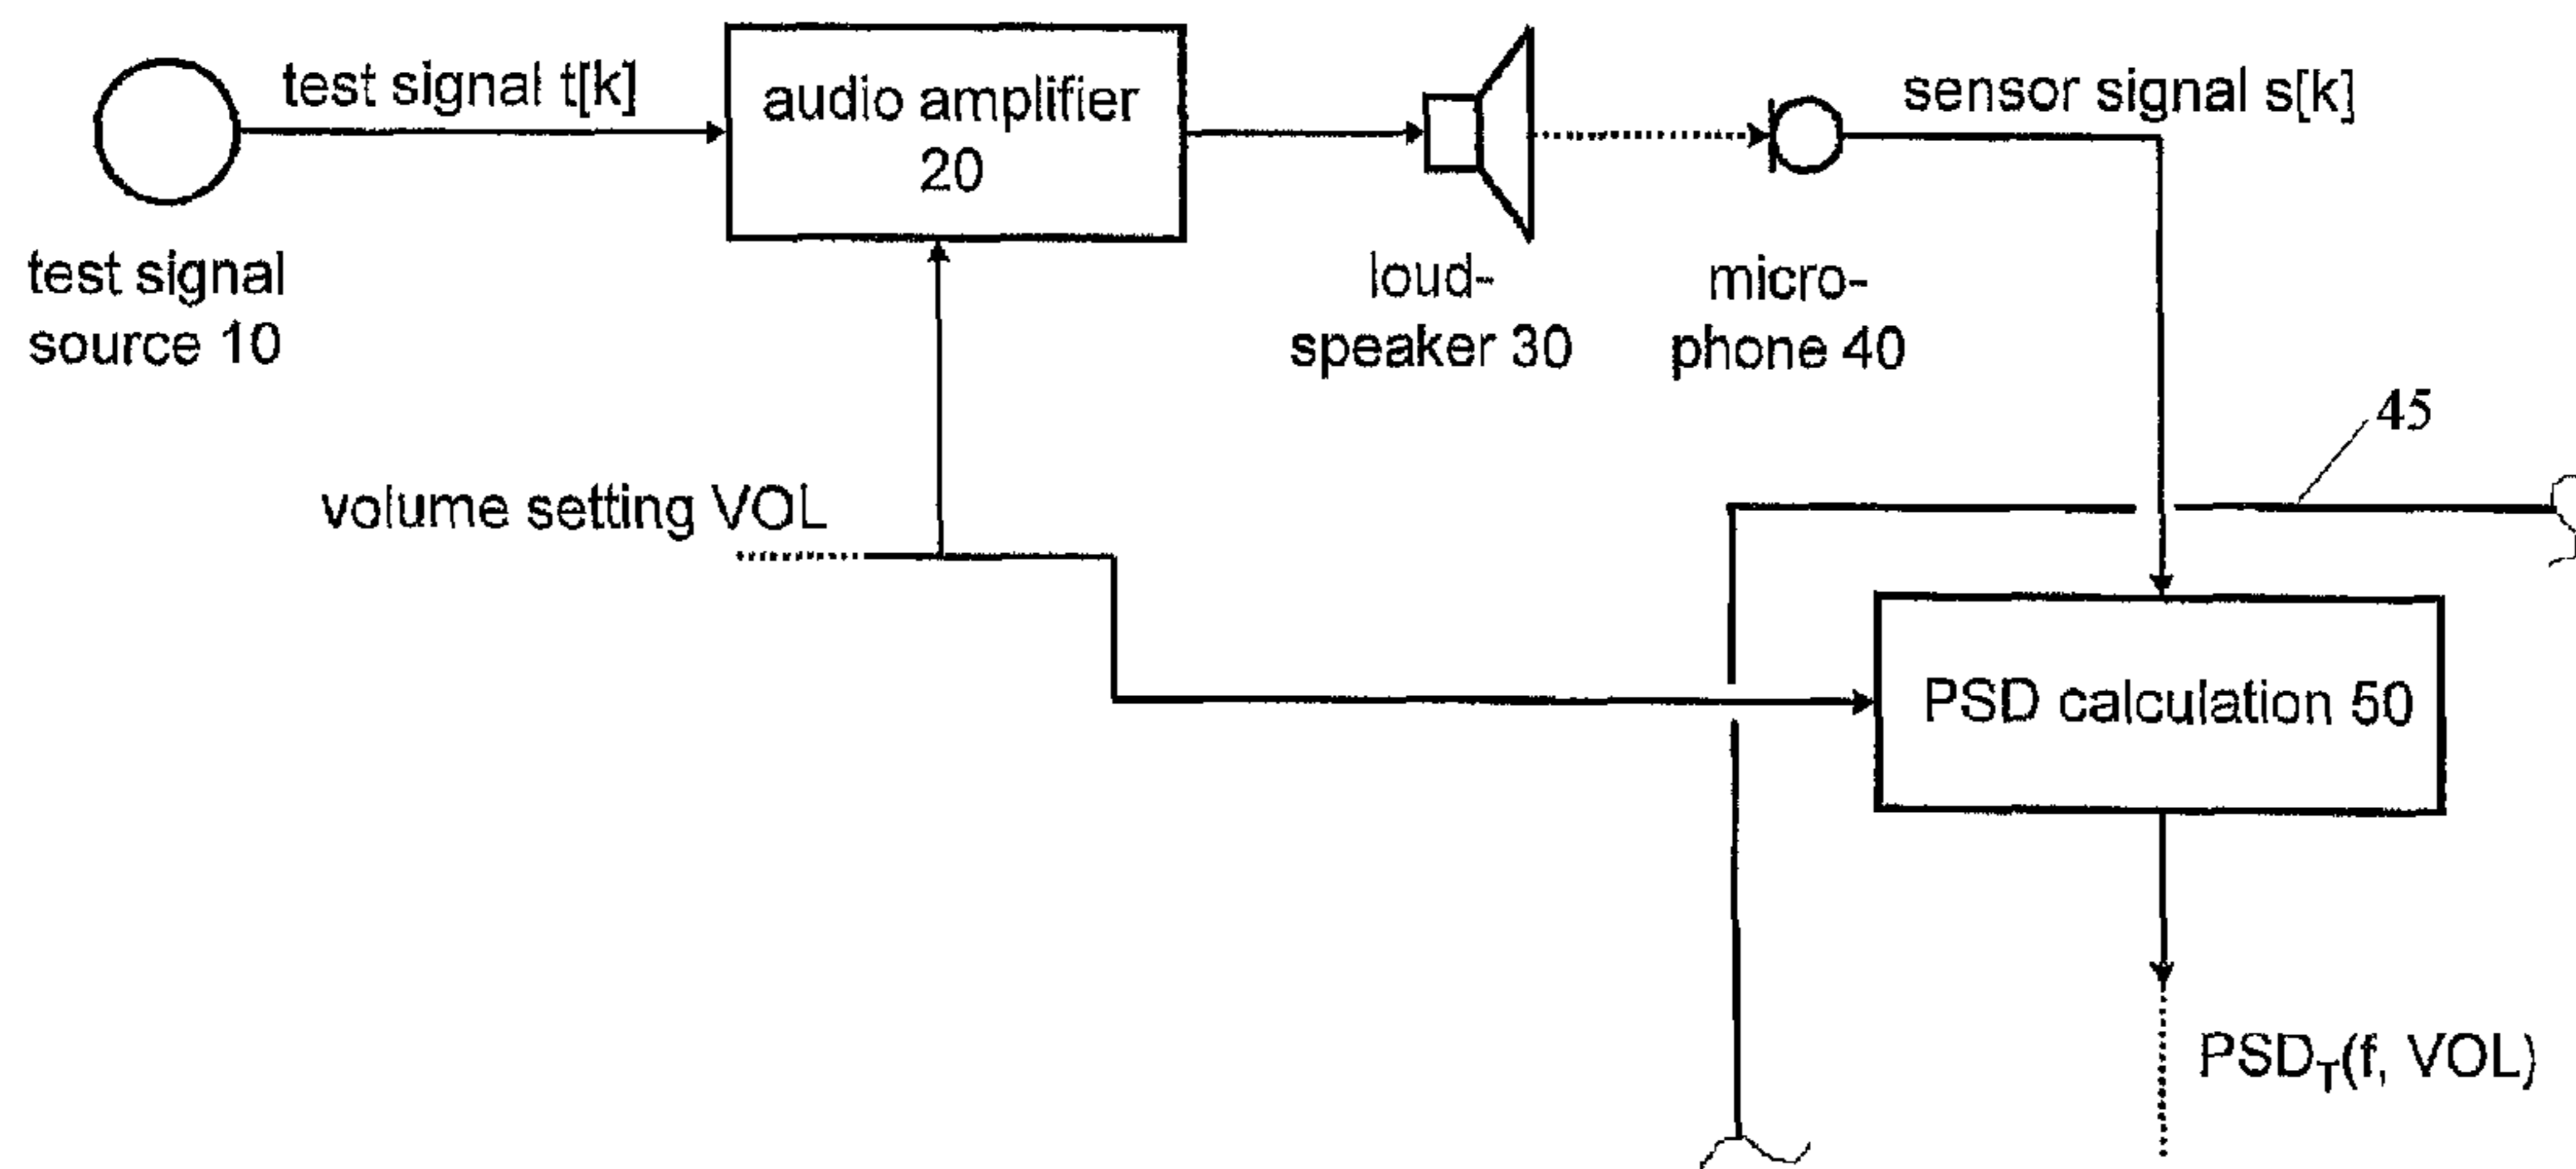 test signal t[k]
audio amplifier
20
sensor signal s[k]
test signal
source 10
loud-
speaker 30
micro-
phone 40
45
volume setting VOL
PSD calculation 50
PSD_T(f, VOL)